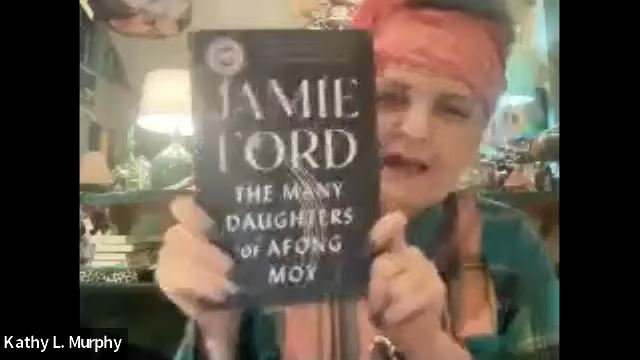 JAMIE
FORD
THE MANY
DAUGHTERS
OF AFONG
MOY
Kathy L. Murphy